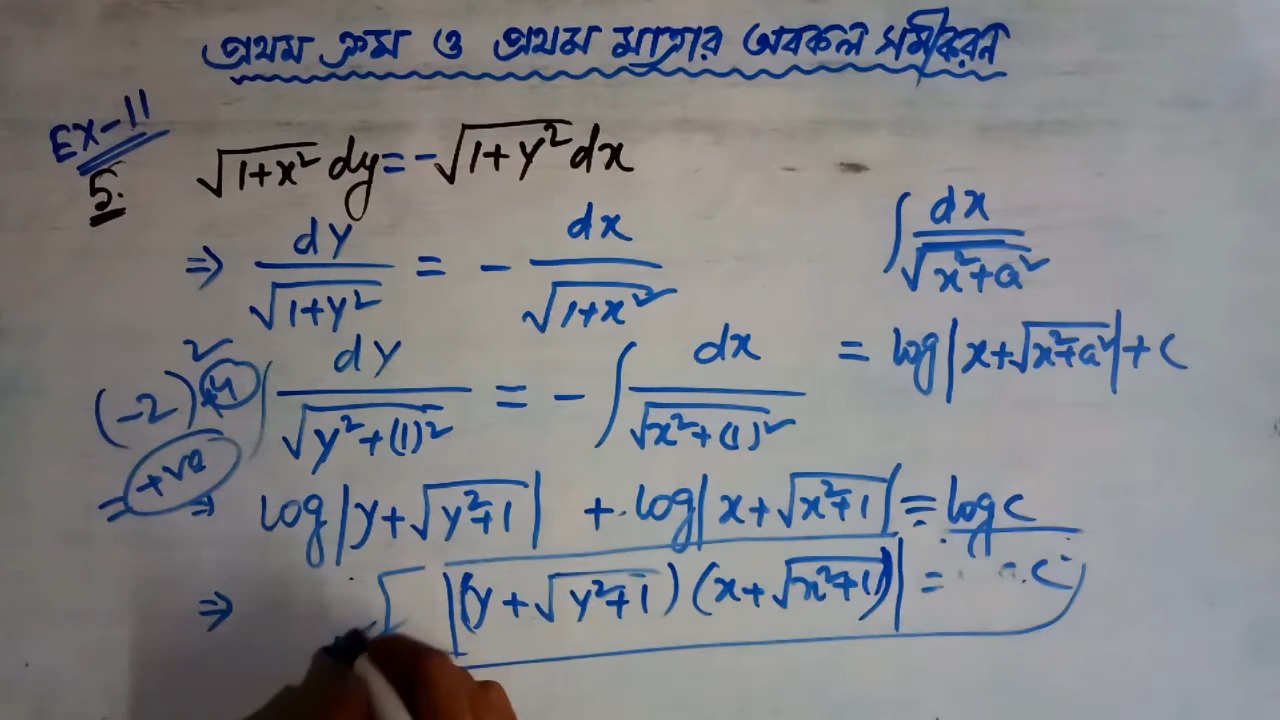 প্রথম ক্রম ও প্রথম মাত্রার অবকল সমীকরন
EX-11
5. √(1+x²) dy = -√(1+y²) dx
⇒ dy/√(1+y²) = - dx/√(1+x²)
∫ dx/√(x²+a²)
= log|x+√(x²+a²)|+c
∫ dy/√(y²+(1)²) = - ∫ dx/√(x²+(1)²)
(-2)²
= +ve
⇒ log|y+√(y²+1)| + log|x+√(x²+1)| = log c
⇒ |(y+√(y²+1))(x+√(x²+1))| = c